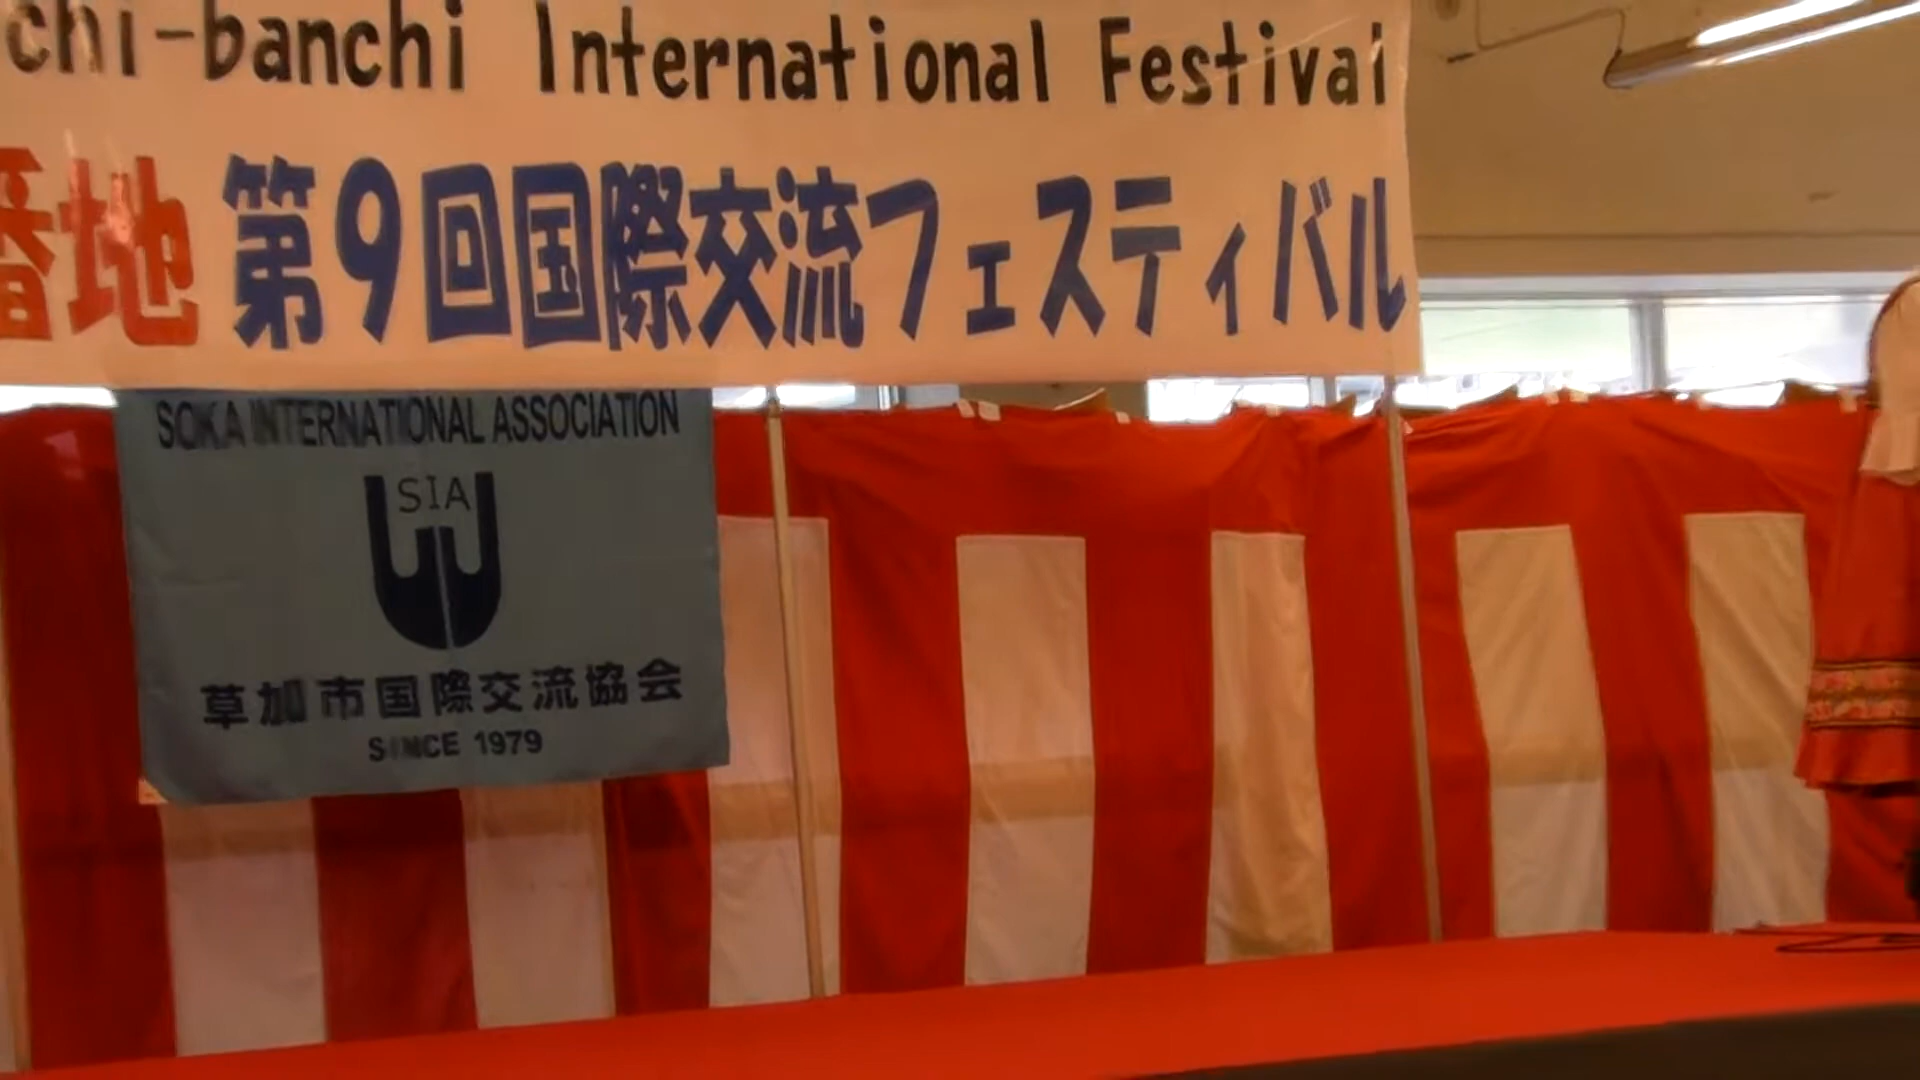 chi-banchi International Festival
番地 第9回国際交流フェスティバル
SOKA INTERNATIONAL ASSOCIATION
SIA
草加市国際交流協会
SINCE 1979